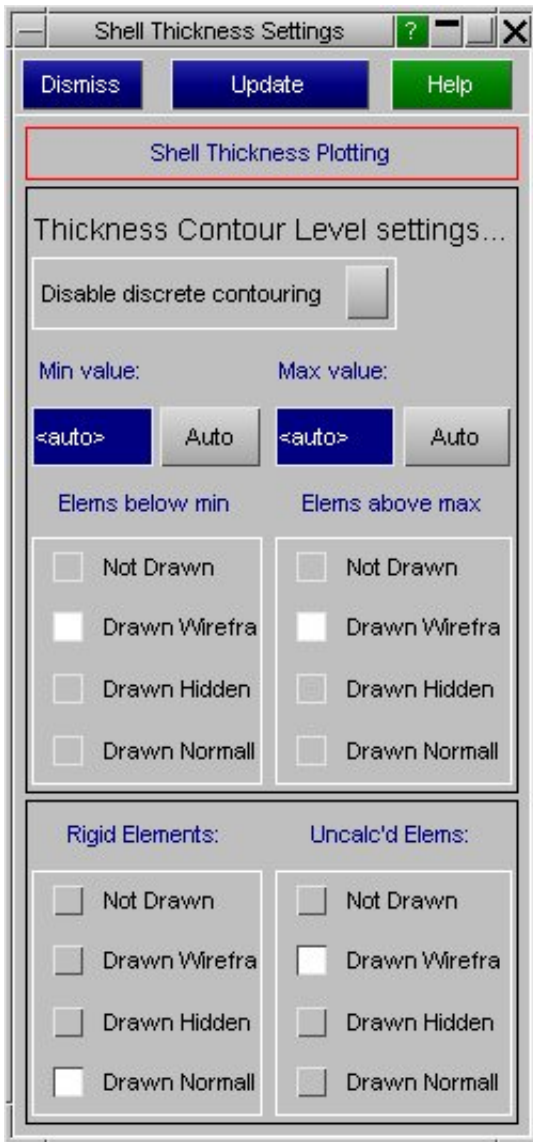 Shell Thickness Settings ?
Dismiss Update Help
Shell Thickness Plotting
Thickness Contour Level settings...
Disable discrete contouring
Min value: Max value:
<auto> Auto <auto> Auto
Elems below min Elems above max
Not Drawn Not Drawn
Drawn Wirefra Drawn Wirefra
Drawn Hidden Drawn Hidden
Drawn Normall Drawn Normall
Rigid Elements: Uncalc'd Elems:
Not Drawn Not Drawn
Drawn Wirefra Drawn Wirefra
Drawn Hidden Drawn Hidden
Drawn Normall Drawn Normall